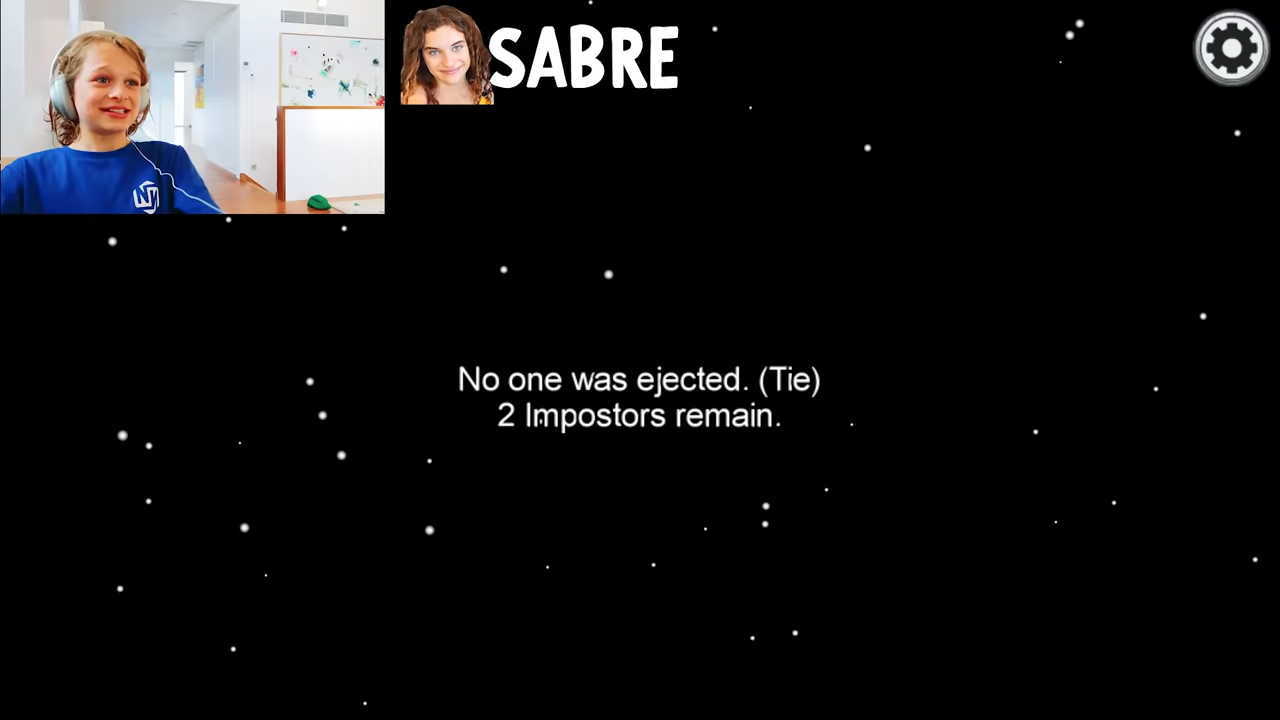 SABRE
No one was ejected. (Tie)
2 Impostors remain.